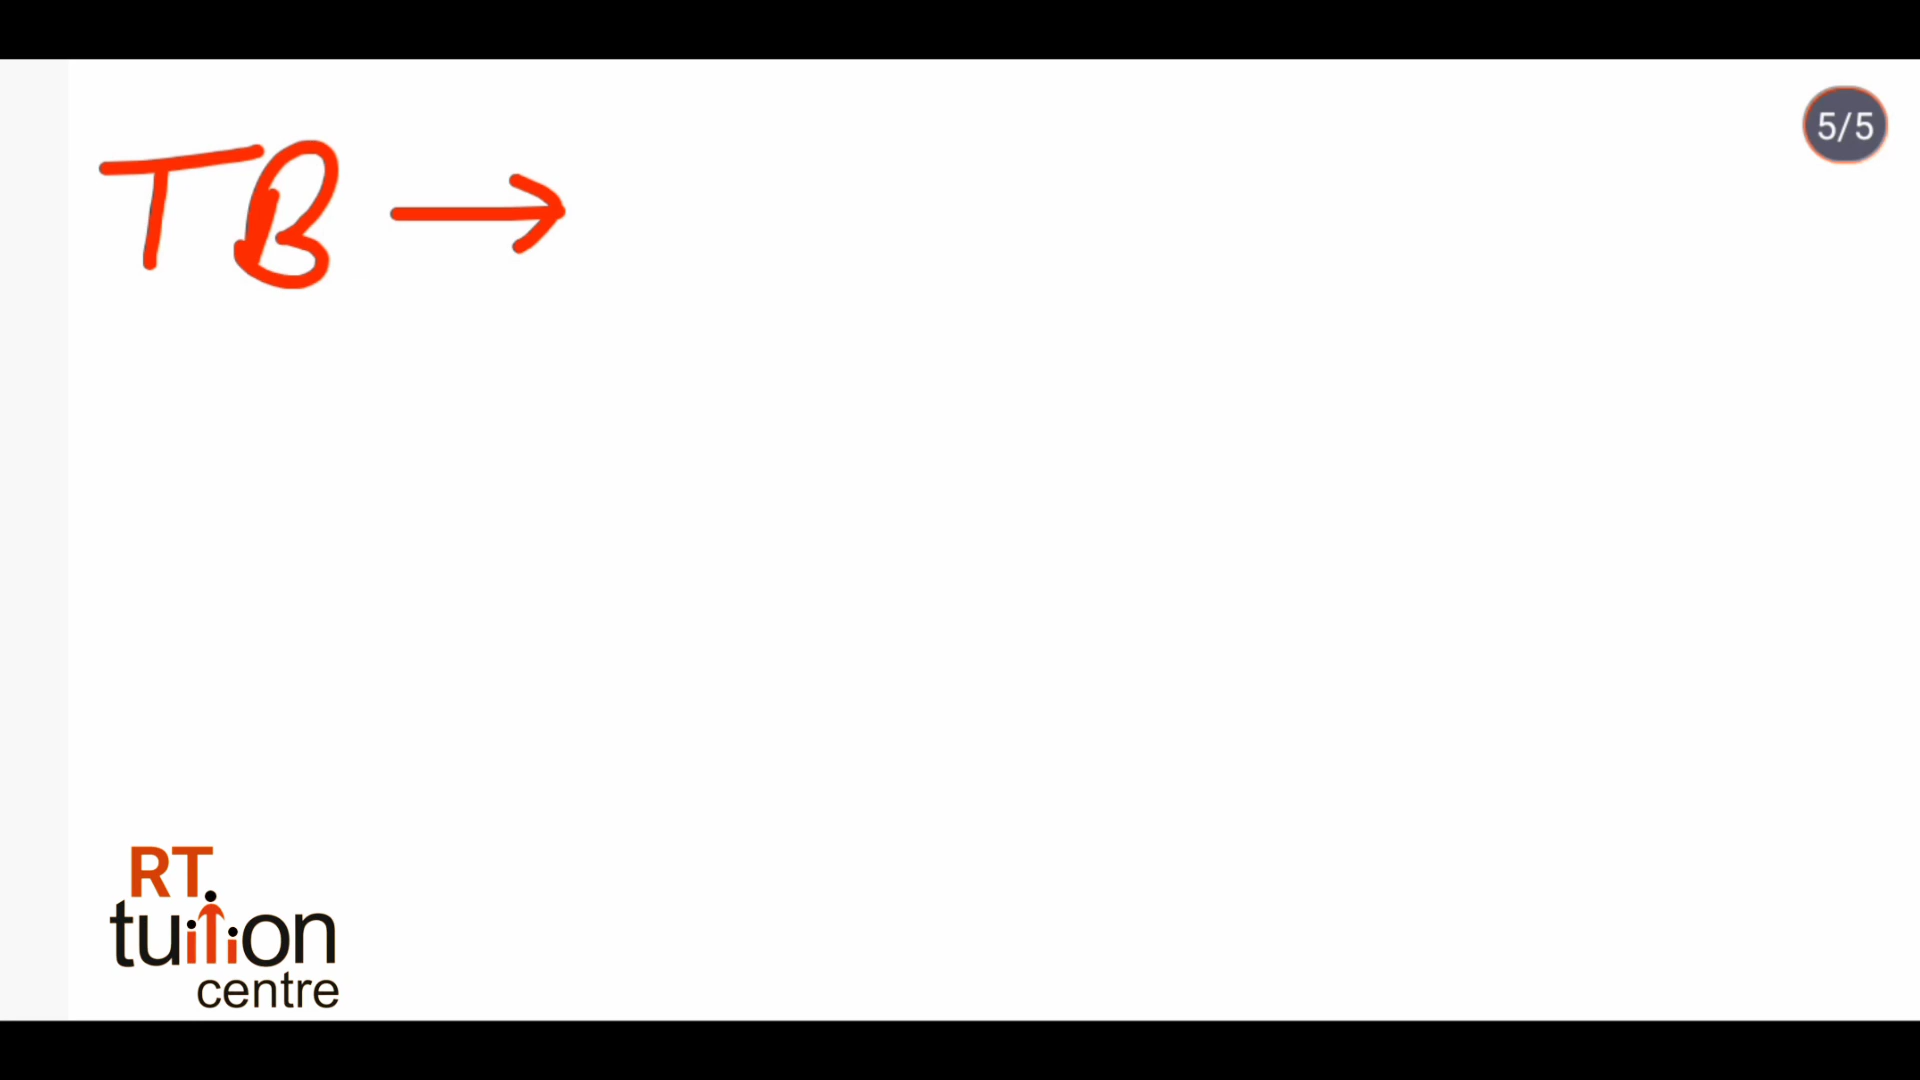 TB →
5/5
RT
tuition
centre